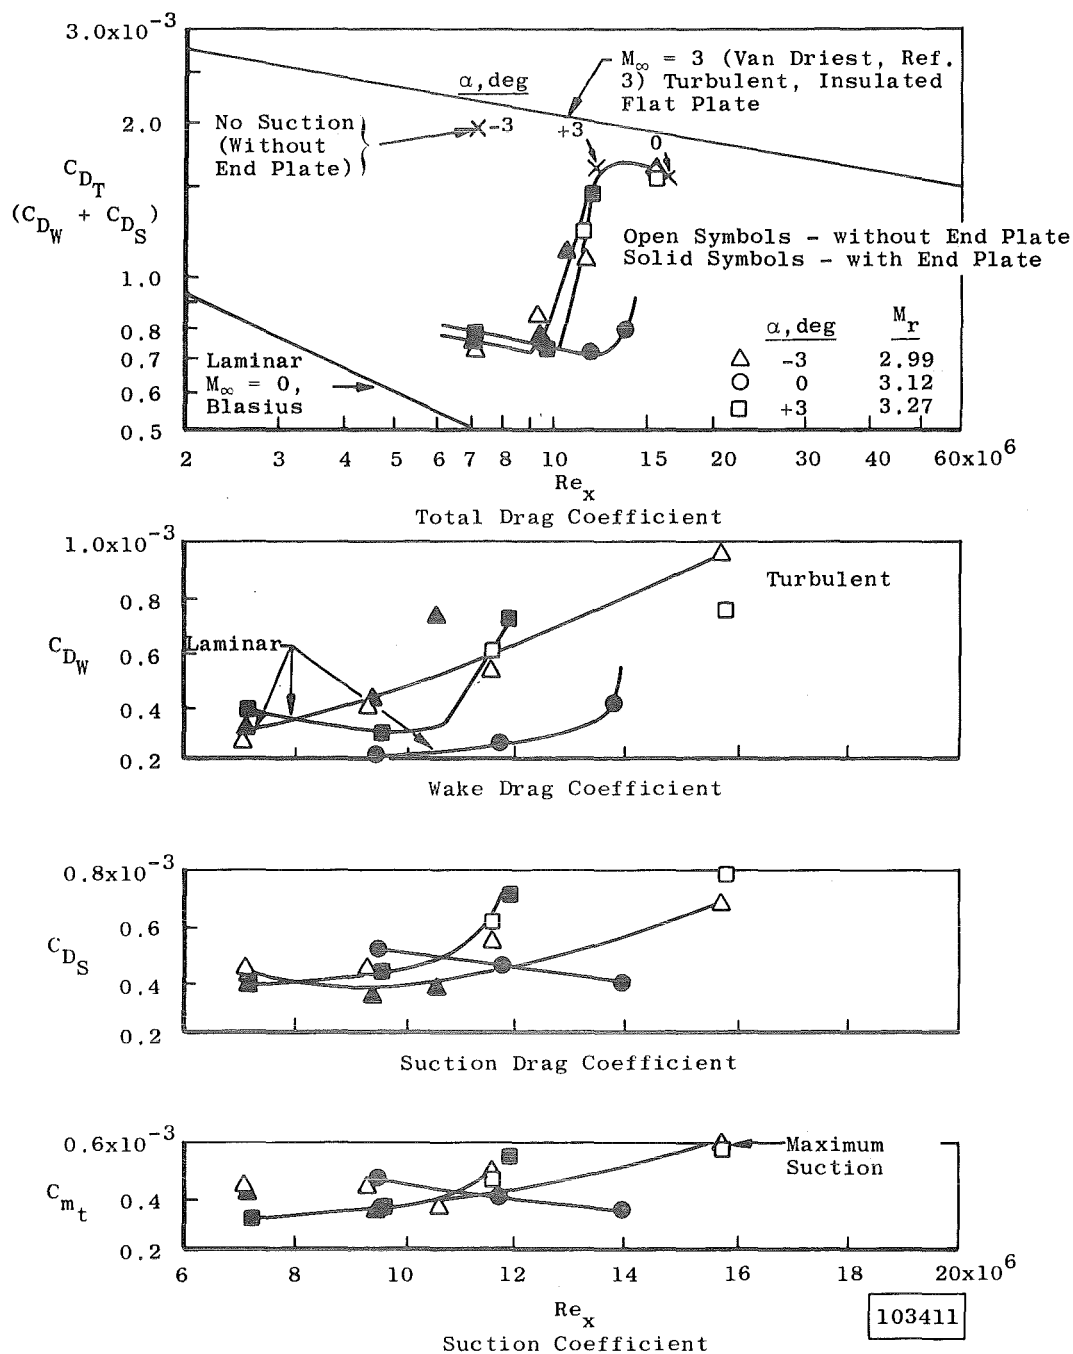 3.0x10^-3
2.0
1.0
0.8
0.7
0.6
0.5
C_D_T
(C_D_W + C_D_S)
α,deg
No Suction
(Without
End Plate)
-3
+3
0
M∞ = 3 (Van Driest, Ref.
3) Turbulent, Insulated
Flat Plate
Open Symbols - without End Plate
Solid Symbols - with End Plate
α,deg M_r
-3 2.99
0 3.12
+3 3.27
Laminar
M∞ = 0,
Blasius
2 3 4 5 6 7 8 10 15 20 30 40 60x10^6
Re_x
Total Drag Coefficient
1.0x10^-3
0.8
0.6
0.4
0.2
C_D_W
Laminar
Turbulent
Wake Drag Coefficient
0.8x10^-3
0.6
0.4
0.2
C_D_S
Suction Drag Coefficient
0.6x10^-3
0.4
0.2
C_m_t
Maximum
Suction
6 8 10 12 14 16 18 20x10^6
Re_x
Suction Coefficient
103411